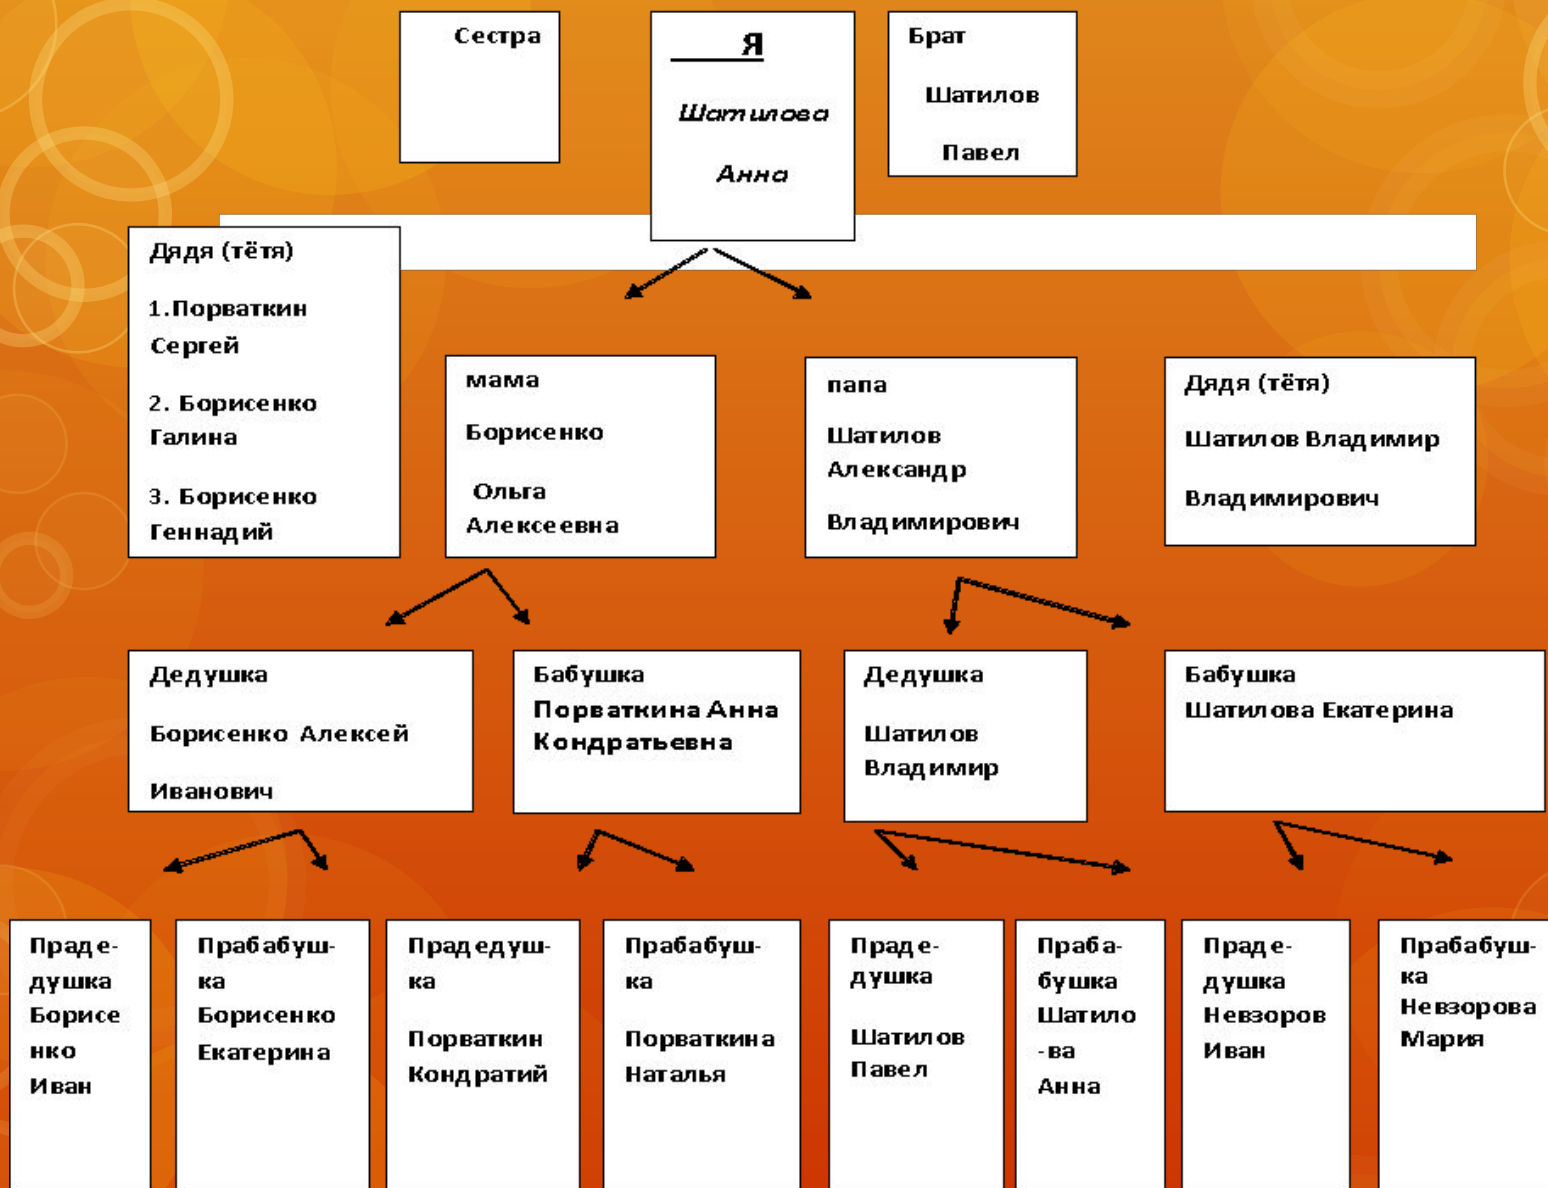 Сестра
Я
Шатилова
Анна
Брат
Шатилов
Павел
Дядя (тётя)
1.Порваткин
Сергей
2. Борисенко
Галина
3. Борисенко
Геннадий
мама
Борисенко
Ольга
Алексеевна
папа
Шатилов
Александр
Владимирович
Дядя (тётя)
Шатилов Владимир
Владимирович
Дедушка
Борисенко Алексей
Иванович
Бабушка
Порваткина Анна
Кондратьевна
Дедушка
Шатилов
Владимир
Бабушка
Шатилова Екатерина
Праде-
душка
Борисе
нко
Иван
Прабабуш-
ка
Борисенко
Екатерина
Прадедуш-
ка
Порваткин
Кондратий
Прабабуш-
ка
Порваткина
Наталья
Праде-
душка
Шатилов
Павел
Праба-
бушка
Шатило
-ва
Анна
Праде-
душка
Невзоров
Иван
Прабабуш-
ка
Невзорова
Мария